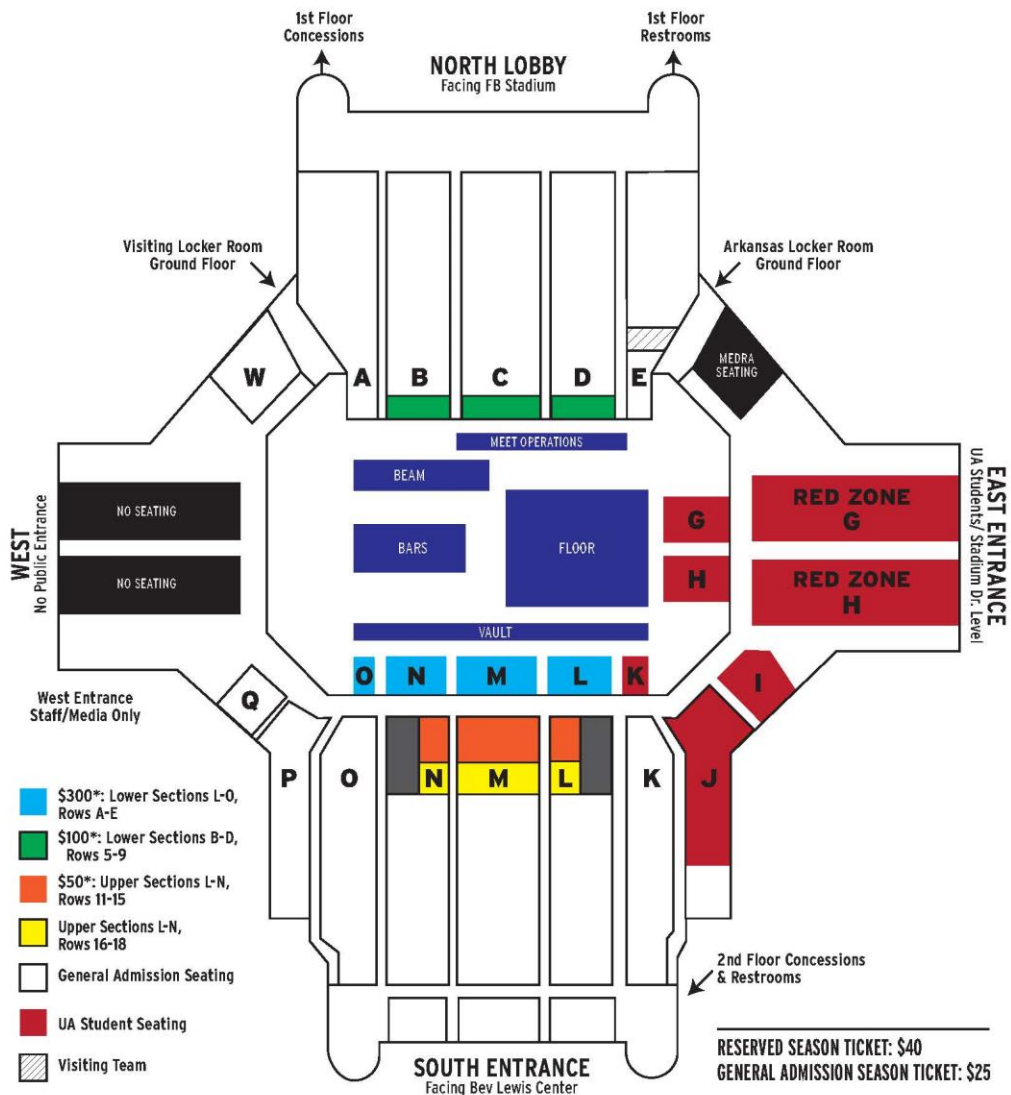 1st Floor
Concessions
1st Floor
Restrooms
NORTH LOBBY
Facing FB Stadium
Visiting Locker Room
Ground Floor
Arkansas Locker Room
Ground Floor
W
A
B
C
D
E
MEDRA
SEATING
MEET OPERATIONS
BEAM
BARS
FLOOR
VAULT
WEST
No Public Entrance
NO SEATING
NO SEATING
G
H
RED ZONE
G
RED ZONE
H
EAST ENTRANCE
UA Students/ Stadium Dr. Level
O
N
M
L
K
I
West Entrance
Staff/Media Only
Q
P
O
N
M
L
K
J
$300*: Lower Sections L-O,
Rows A-E
$100*: Lower Sections B-D,
Rows 5-9
$50*: Upper Sections L-N,
Rows 11-15
Upper Sections L-N,
Rows 16-18
General Admission Seating
UA Student Seating
Visiting Team
2nd Floor Concessions
& Restrooms
SOUTH ENTRANCE
Facing Bev Lewis Center
RESERVED SEASON TICKET: $40
GENERAL ADMISSION SEASON TICKET: $25